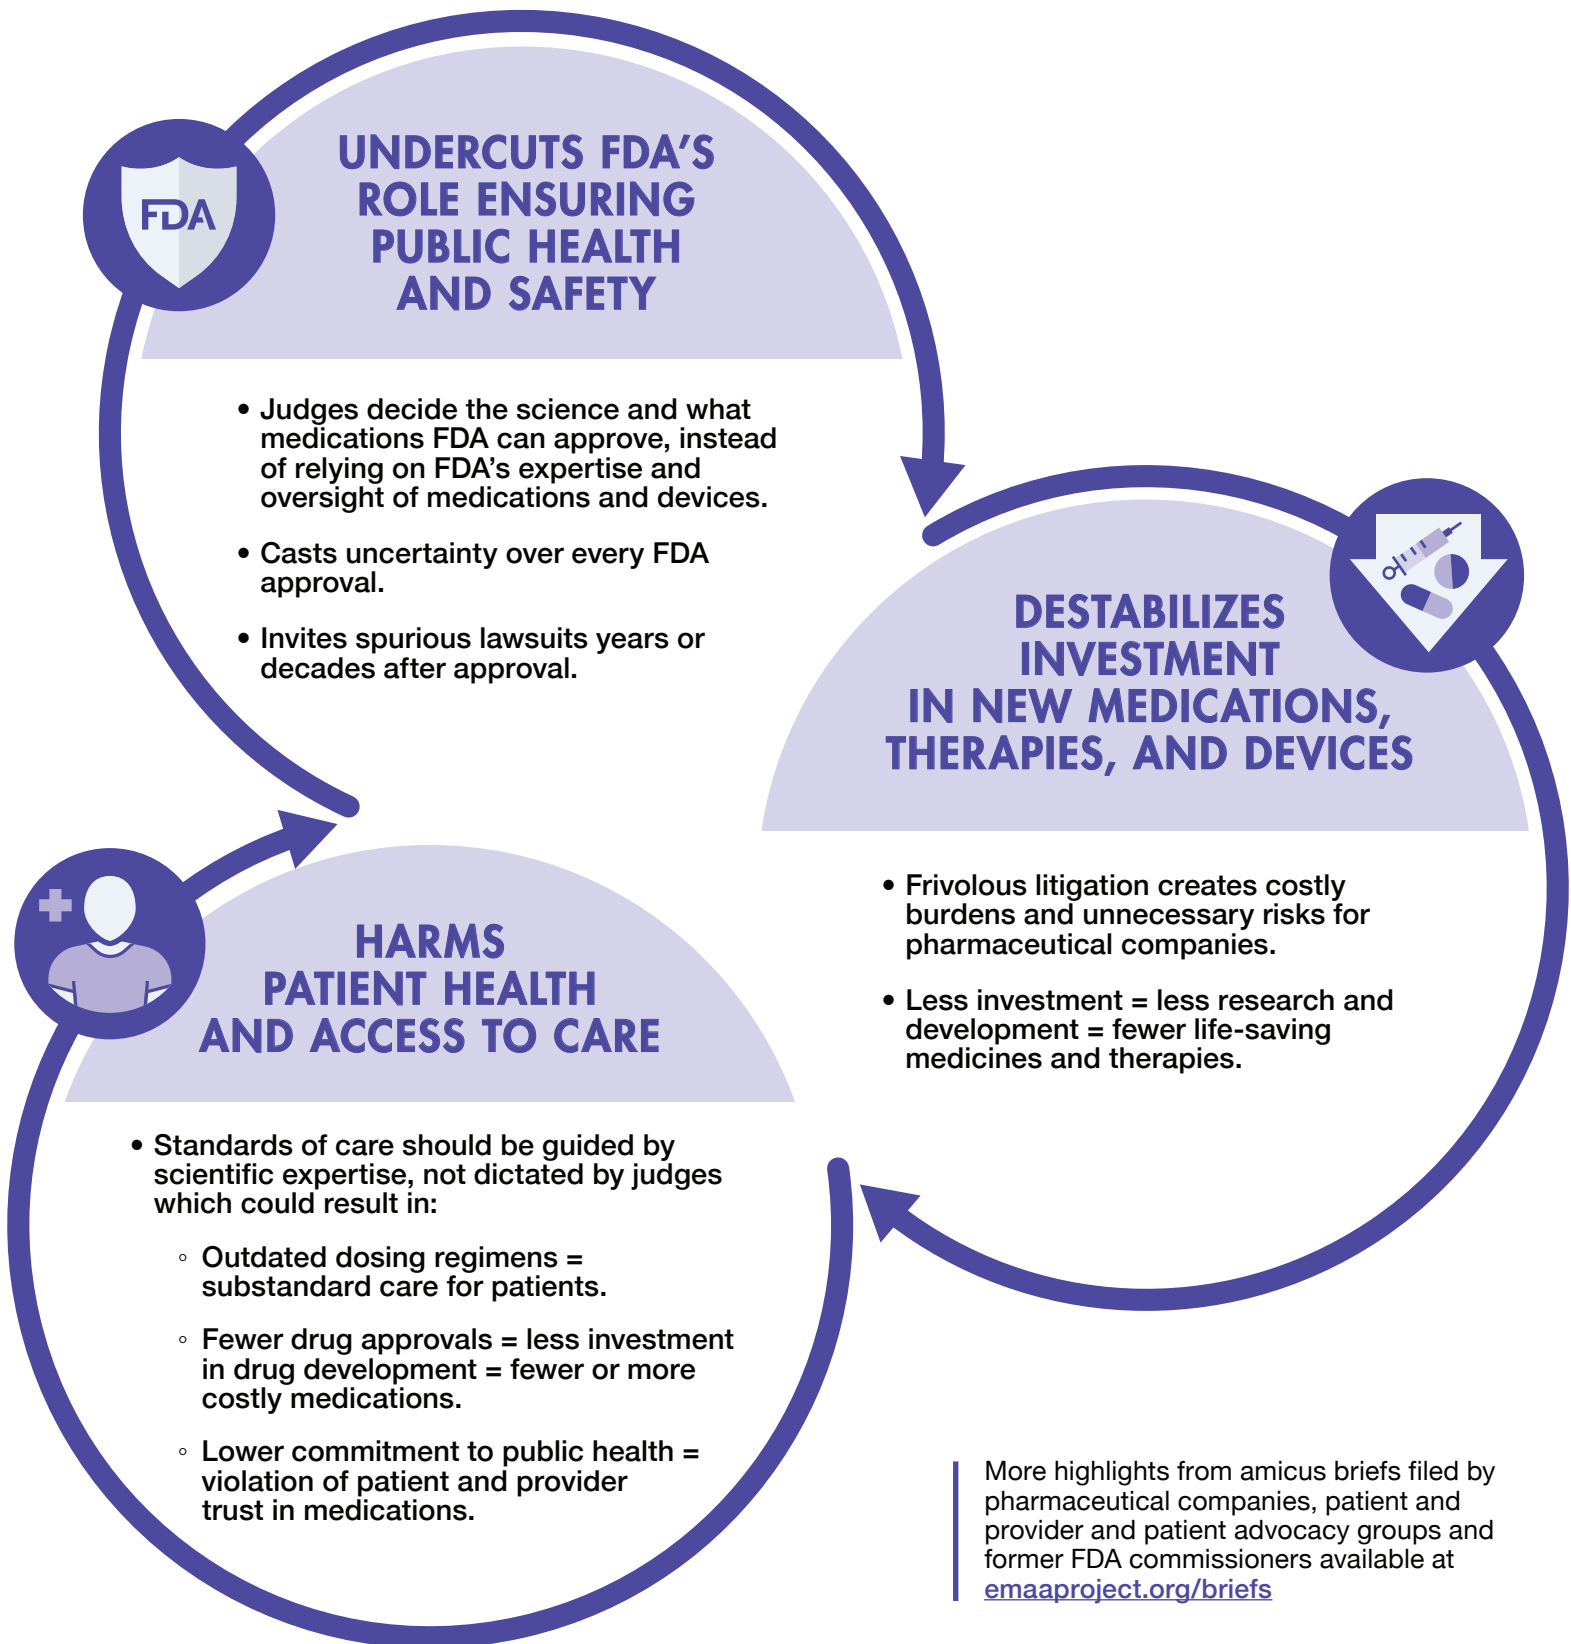 UNDERCUTS FDA’S
ROLE ENSURING
PUBLIC HEALTH
AND SAFETY
FDA
• Judges decide the science and what
medications FDA can approve, instead
of relying on FDA’s expertise and
oversight of medications and devices.
• Casts uncertainty over every FDA
approval.
• Invites spurious lawsuits years or
decades after approval.
DESTABILIZES
INVESTMENT
IN NEW MEDICATIONS,
THERAPIES, AND DEVICES
• Frivolous litigation creates costly
burdens and unnecessary risks for
pharmaceutical companies.
• Less investment = less research and
development = fewer life-saving
medicines and therapies.
HARMS
PATIENT HEALTH
AND ACCESS TO CARE
• Standards of care should be guided by
scientific expertise, not dictated by judges
which could result in:
◦ Outdated dosing regimens =
substandard care for patients.
◦ Fewer drug approvals = less investment
in drug development = fewer or more
costly medications.
◦ Lower commitment to public health =
violation of patient and provider
trust in medications.
More highlights from amicus briefs filed by
pharmaceutical companies, patient and
provider and patient advocacy groups and
former FDA commissioners available at
emaaproject.org/briefs